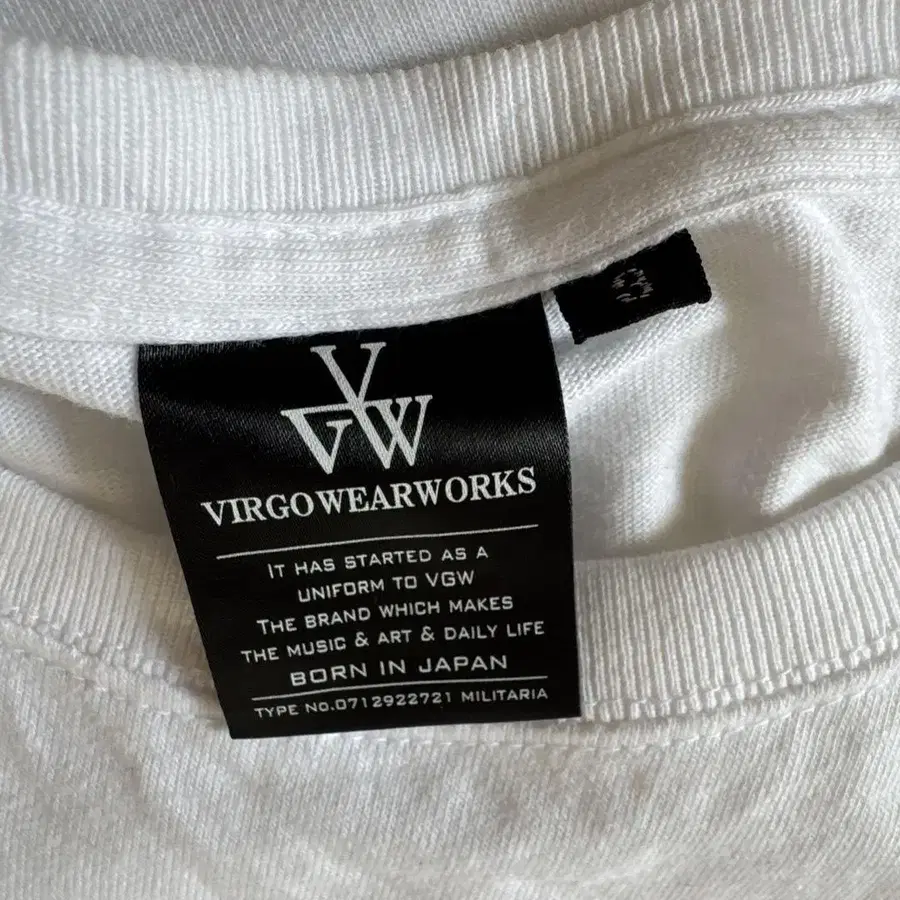 V
VGW
VIRGOWEARWORKS
IT HAS STARTED AS A
UNIFORM TO VGW
THE BRAND WHICH MAKES
THE MUSIC & ART & DAILY LIFE
BORN IN JAPAN
TYPE No.0712922721 MILITARIA